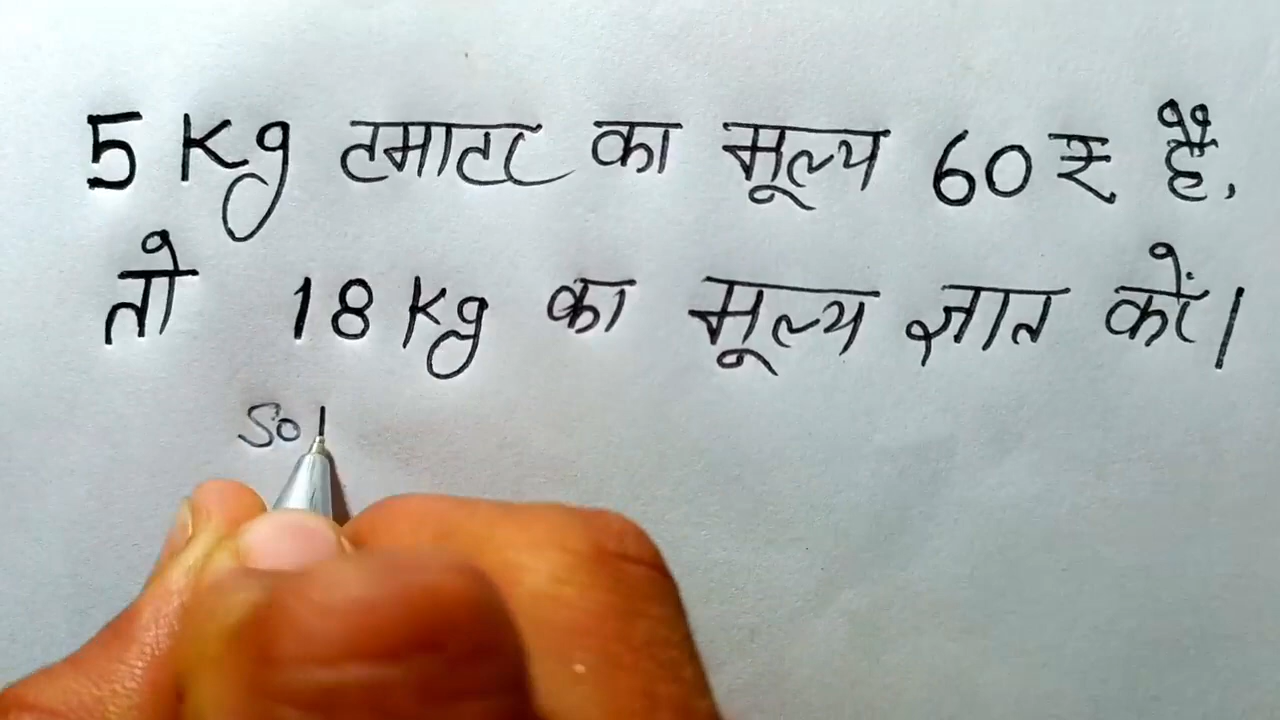 5 Kg टमाटर का मूल्य 60 ₹ है,
तो 18 Kg का मूल्य ज्ञात करें।
Sol